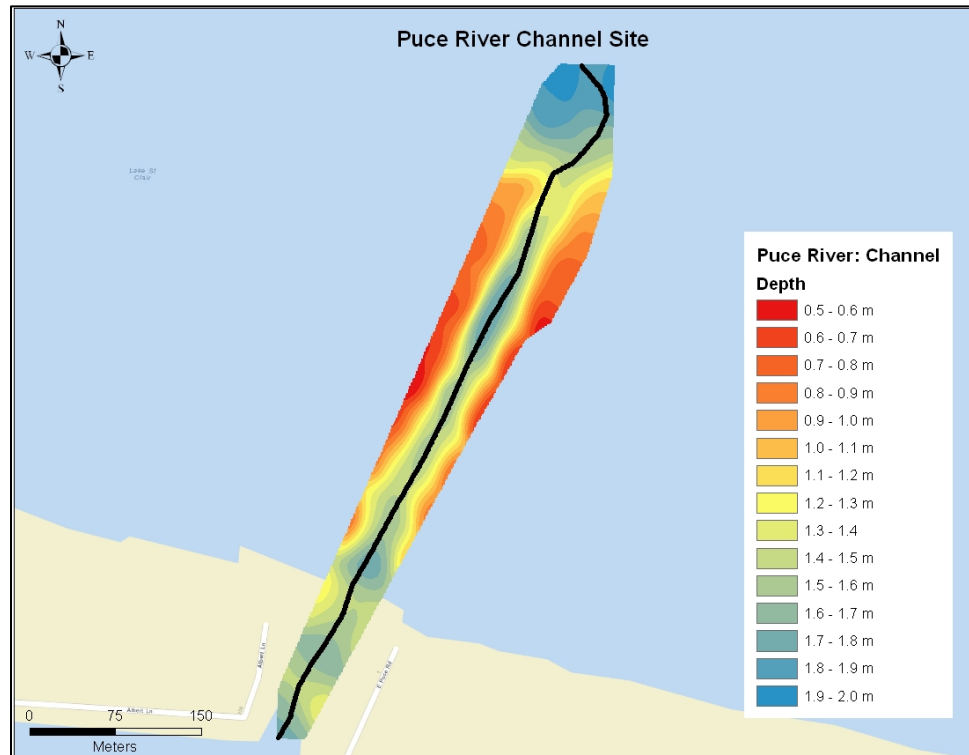 Puce River Channel Site
N
W
E
S
Lake St
Clair
Puce River: Channel
Depth
0.5 - 0.6 m
0.6 - 0.7 m
0.7 - 0.8 m
0.8 - 0.9 m
0.9 - 1.0 m
1.0 - 1.1 m
1.1 - 1.2 m
1.2 - 1.3 m
1.3 - 1.4
1.4 - 1.5 m
1.5 - 1.6 m
1.6 - 1.7 m
1.7 - 1.8 m
1.8 - 1.9 m
1.9 - 2.0 m
Albert Ln
E Puce Rd
Albert Ln
0 75 150
Meters